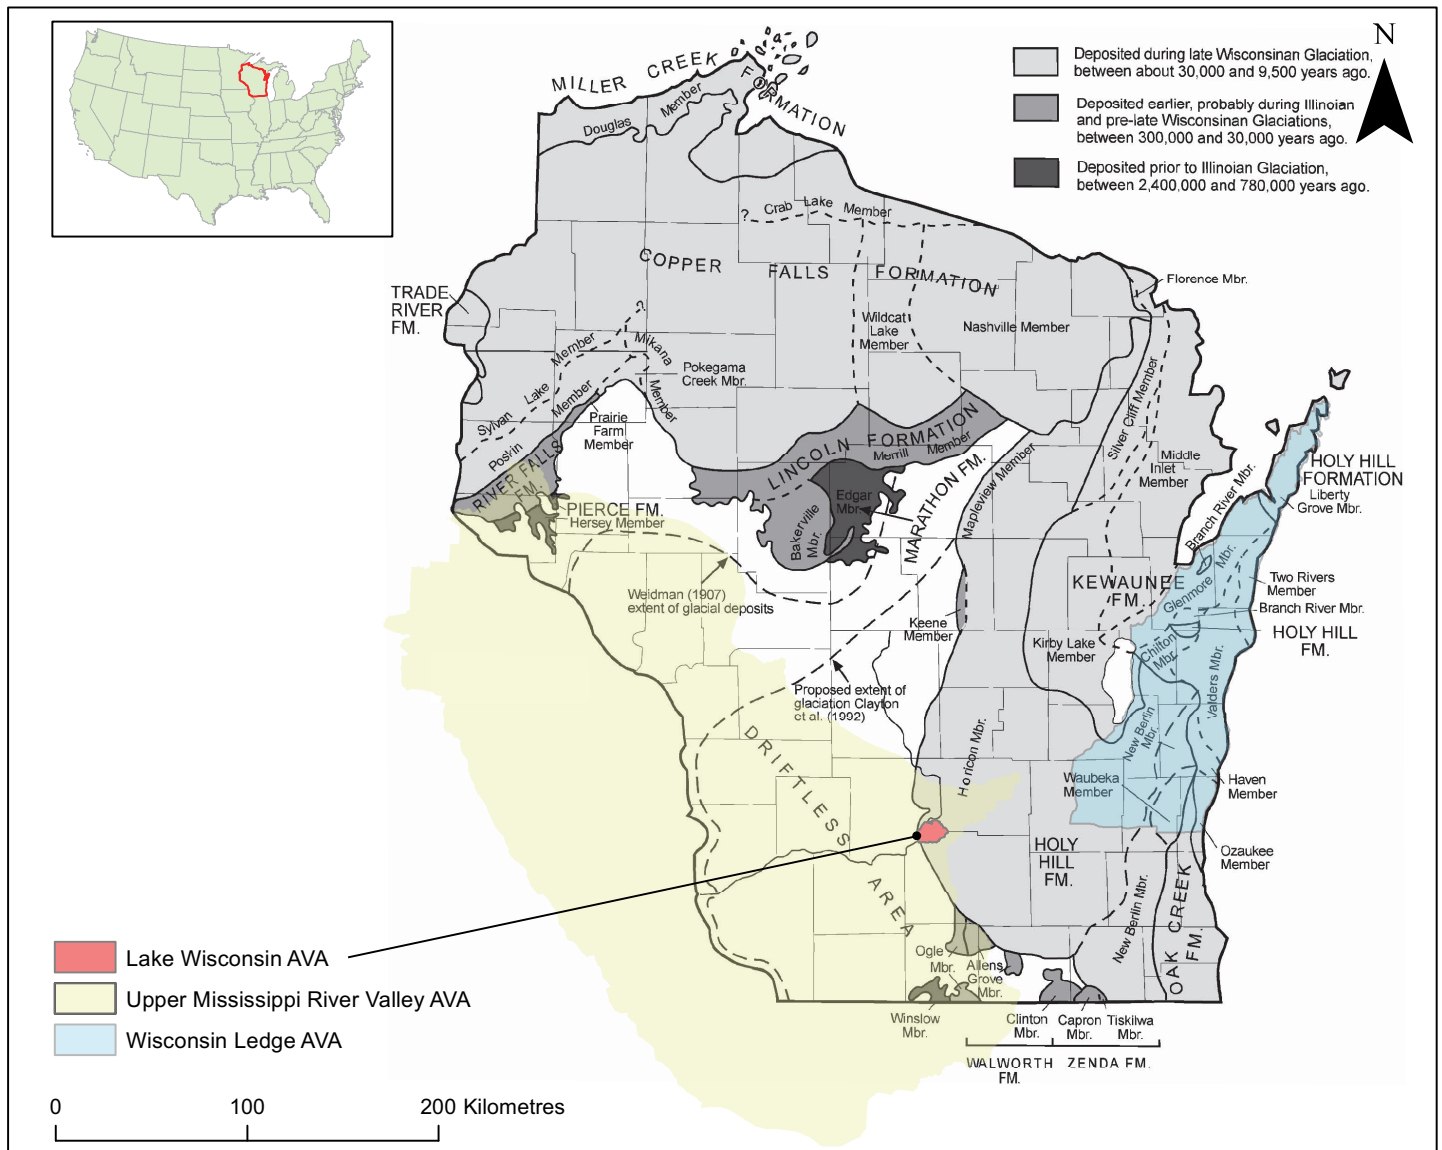 N
Deposited during late Wisconsinan Glaciation,
between about 30,000 and 9,500 years ago.
Deposited earlier, probably during Illinoian
and pre-late Wisconsinan Glaciations,
between 300,000 and 30,000 years ago.
Deposited prior to Illinoian Glaciation,
between 2,400,000 and 780,000 years ago.
MILLER CREEK FORMATION
Douglas Member
? Crab Lake Member
COPPER FALLS FORMATION
Florence Mbr.
TRADE
RIVER
FM.
Wildcat
Lake
Member
Nashville Member
?
Sylvan Lake Member
Mikana Member
Pokegama
Creek Mbr.
Poskin Member
Prairie
Farm
Member
Silver Cliff Member
LINCOLN FORMATION
Merrill Member
Mapleview Member
Middle
Inlet
Member
RIVER FALLS
FM.
PIERCE FM.
Hersey Member
Edgar
Mbr.
Bakerville
Mbr.
MARATHON FM.
Branch River Mbr.
HOLY HILL
FORMATION
Liberty
Grove Mbr.
Weidman (1907)
extent of glacial deposits
KEWAUNEE
FM.
Glenmore Mbr.
Two Rivers
Member
Branch River Mbr.
HOLY HILL
FM.
Keene
Member
Kirby Lake
Member
Chilton
Mbr.
Valders Mbr.
Proposed extent of
glaciation Clayton
et al. (1992)
Horicon Mbr.
New Berlin
Mbr.
DRIFTLESS
AREA
Waubeka
Member
Haven
Member
HOLY
HILL
FM.
Ozaukee
Member
New Berlin Mbr.
OAK CREEK
FM.
Ogle
Mbr.
Allens
Grove
Mbr.
Winslow
Mbr.
Clinton
Mbr.
Capron
Mbr.
Tiskilwa
Mbr.
WALWORTH
FM.
ZENDA FM.
Lake Wisconsin AVA
Upper Mississippi River Valley AVA
Wisconsin Ledge AVA
0 100 200 Kilometres